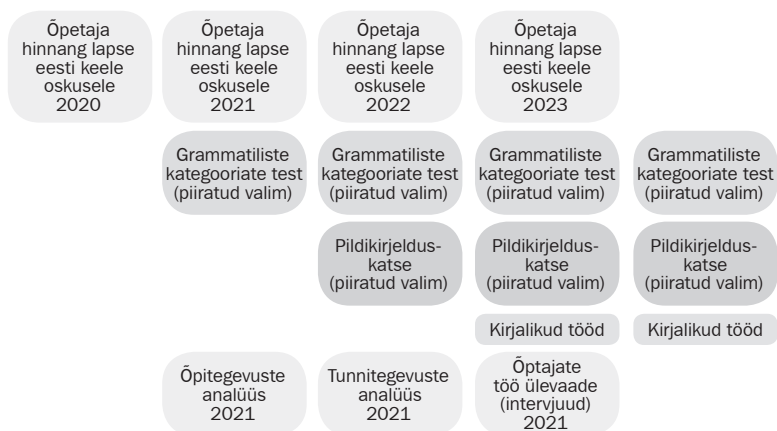 Õpetaja
hinnang lapse
eesti keele
oskusele
2020
Õpetaja
hinnang lapse
eesti keele
oskusele
2021
Õpetaja
hinnang lapse
eesti keele
oskusele
2022
Õpetaja
hinnang lapse
eesti keele
oskusele
2023
Grammatiliste
kategooriate test
(piiratud valim)
Grammatiliste
kategooriate test
(piiratud valim)
Grammatiliste
kategooriate test
(piiratud valim)
Grammatiliste
kategooriate test
(piiratud valim)
Pildikirjeldus-
katse
(piiratud valim)
Pildikirjeldus-
katse
(piiratud valim)
Pildikirjeldus-
katse
(piiratud valim)
Kirjalikud tööd
Kirjalikud tööd
Õpitegevuste
analüüs
2021
Tunnitegevuste
analüüs
2021
Õptajate
töö ülevaade
(intervjuud)
2021